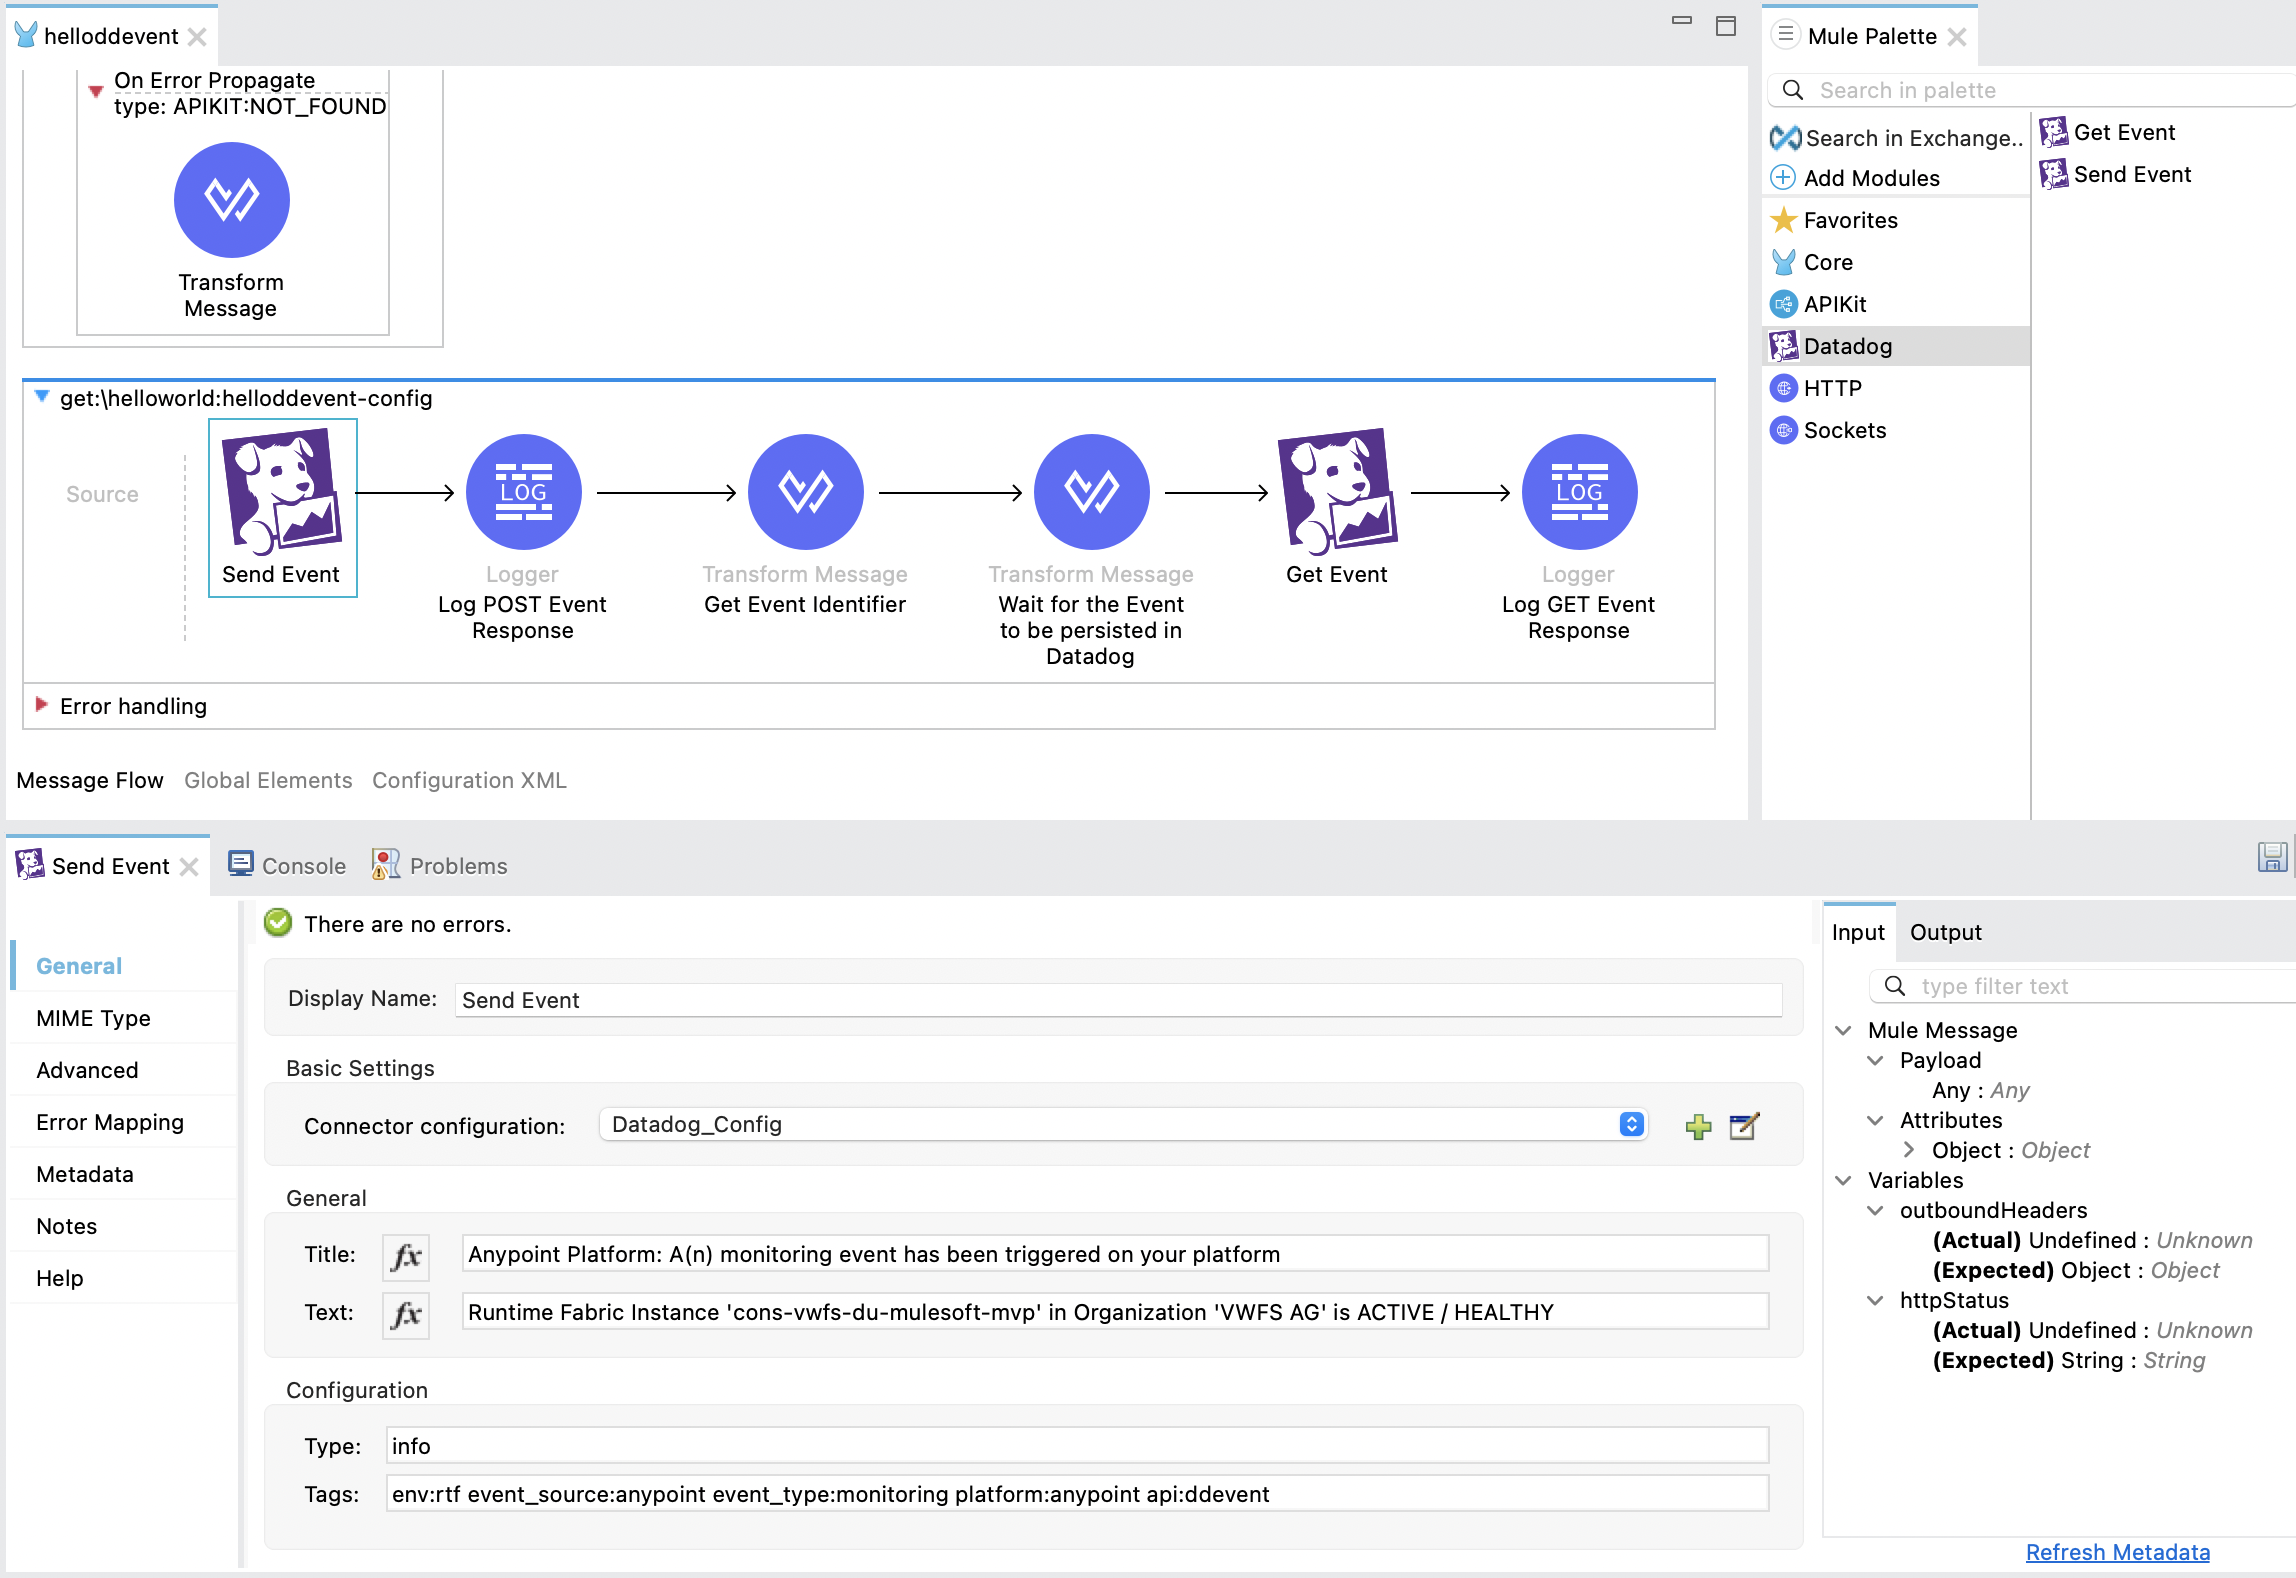 helloddevent
On Error Propagate
type: APIKIT:NOT_FOUND
Transform
Message
get:\helloworld:helloddevent-config
Source
Send Event
LOG
Logger
Log POST Event
Response
Transform Message
Get Event Identifier
Transform Message
Wait for the Event
to be persisted in
Datadog
Get Event
LOG
Logger
Log GET Event
Response
Error handling
Message Flow Global Elements Configuration XML
Mule Palette
Search in palette
Search in Exchange..
Add Modules
Favorites
Core
APIKit
Datadog
HTTP
Sockets
Get Event
Send Event
Send Event Console Problems
General
MIME Type
Advanced
Error Mapping
Metadata
Notes
Help
There are no errors.
Display Name: Send Event
Basic Settings
Connector configuration: Datadog_Config
General
Title: fx Anypoint Platform: A(n) monitoring event has been triggered on your platform
Text: fx Runtime Fabric Instance 'cons-vwfs-du-mulesoft-mvp' in Organization 'VWFS AG' is ACTIVE / HEALTHY
Configuration
Type: info
Tags: env:rtf event_source:anypoint event_type:monitoring platform:anypoint api:ddevent
Input Output
type filter text
Mule Message
Payload
Any : Any
Attributes
Object : Object
Variables
outboundHeaders
(Actual) Undefined : Unknown
(Expected) Object : Object
httpStatus
(Actual) Undefined : Unknown
(Expected) String : String
Refresh Metadata